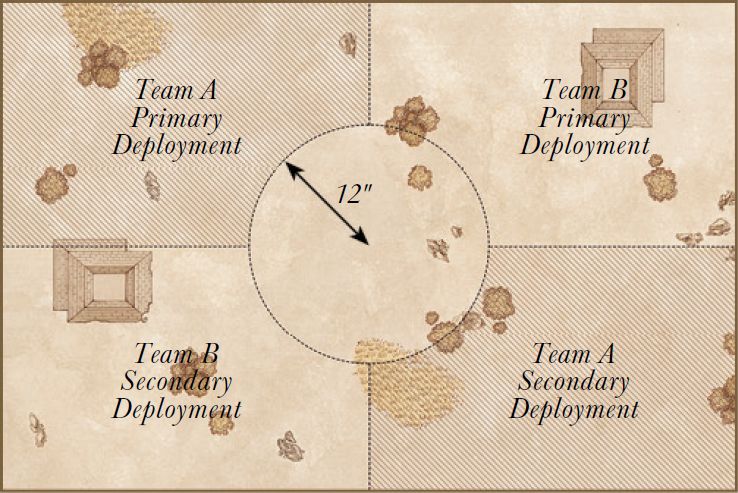 Team A
Primary
Deployment
Team B
Primary
Deployment
12"
Team B
Secondary
Deployment
Team A
Secondary
Deployment